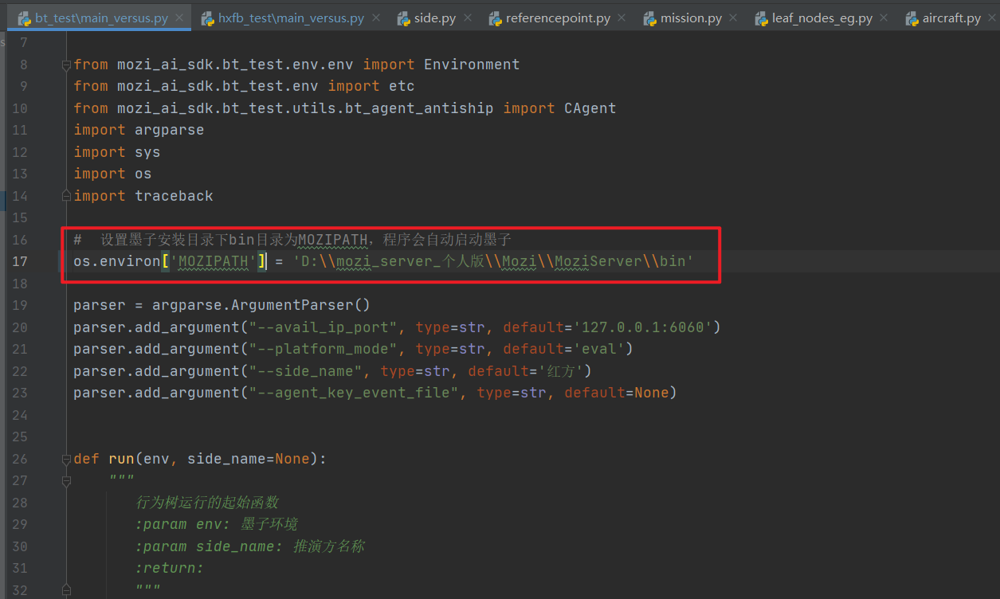 bt_test\main_versus.py × hxfb_test\main_versus.py × side.py × referencepoint.py × mission.py × leaf_nodes_eg.py × aircraft.py ×
7
8 from mozi_ai_sdk.bt_test.env.env import Environment
9 from mozi_ai_sdk.bt_test.env import etc
10 from mozi_ai_sdk.bt_test.utils.bt_agent_antiship import CAgent
11 import argparse
12 import sys
13 import os
14 import traceback
15
16 #  设置墨子安装目录下bin目录为MOZIPATH，程序会自动启动墨子
17 os.environ['MOZIPATH'] = 'D:\\mozi_server_个人版\\Mozi\\MoziServer\\bin'
18
19 parser = argparse.ArgumentParser()
20 parser.add_argument("--avail_ip_port", type=str, default='127.0.0.1:6060')
21 parser.add_argument("--platform_mode", type=str, default='eval')
22 parser.add_argument("--side_name", type=str, default='红方')
23 parser.add_argument("--agent_key_event_file", type=str, default=None)
24
25
26 def run(env, side_name=None):
27     """
28        行为树运行的起始函数
29        :param env: 墨子环境
30        :param side_name: 推演方名称
31        :return:
32        """